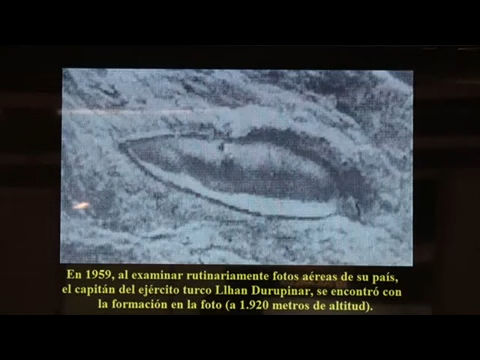 En 1959, al examinar rutinariamente fotos aéreas de su país,
el capitán del ejército turco Llhan Durupinar, se encontró con
la formación en la foto (a 1.920 metros de altitud).